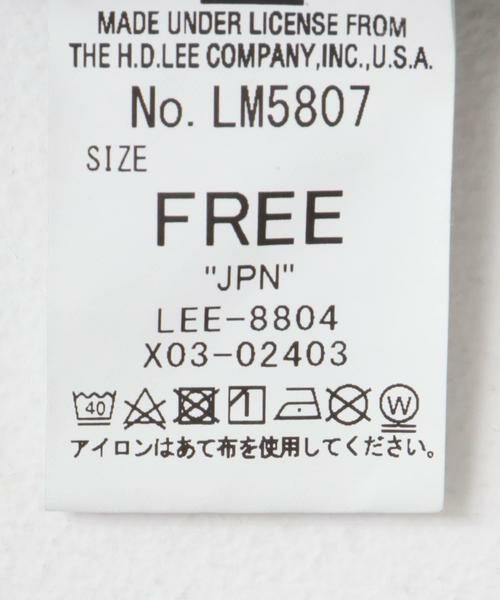 MADE UNDER LICENSE FROM
THE H.D.LEE COMPANY,INC.,U.S.A.
No. LM5807
SIZE
FREE
"JPN"
LEE-8804
X03-02403
40 W
アイロンはあて布を使用してください。